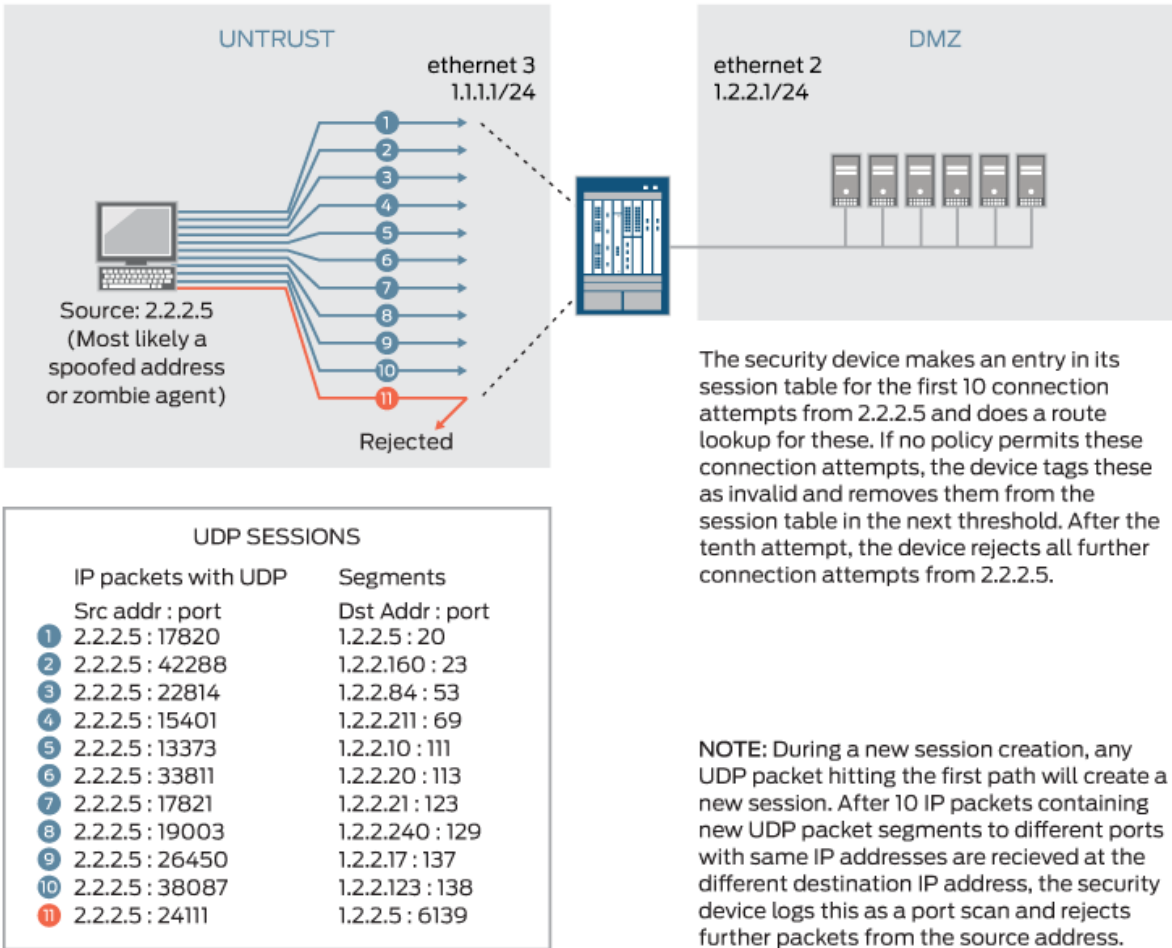 UNTRUST
ethernet 3
1.1.1.1/24
1
2
3
4
5
6
7
8
9
10
11
Source: 2.2.2.5
(Most likely a
spoofed address
or zombie agent)
Rejected
DMZ
ethernet 2
1.2.2.1/24
The security device makes an entry in its
session table for the first 10 connection
attempts from 2.2.2.5 and does a route
lookup for these. If no policy permits these
connection attempts, the device tags these
as invalid and removes them from the
session table in the next threshold. After the
tenth attempt, the device rejects all further
connection attempts from 2.2.2.5.
UDP SESSIONS
IP packets with UDP Segments
Src addr : port Dst Addr : port
1 2.2.2.5 : 17820 1.2.2.5 : 20
2 2.2.2.5 : 42288 1.2.2.160 : 23
3 2.2.2.5 : 22814 1.2.2.84 : 53
4 2.2.2.5 : 15401 1.2.2.211 : 69
5 2.2.2.5 : 13373 1.2.2.10 : 111
6 2.2.2.5 : 33811 1.2.2.20 : 113
7 2.2.2.5 : 17821 1.2.2.21 : 123
8 2.2.2.5 : 19003 1.2.2.240 : 129
9 2.2.2.5 : 26450 1.2.2.17 : 137
10 2.2.2.5 : 38087 1.2.2.123 : 138
11 2.2.2.5 : 24111 1.2.2.5 : 6139
NOTE: During a new session creation, any
UDP packet hitting the first path will create a
new session. After 10 IP packets containing
new UDP packet segments to different ports
with same IP addresses are recieved at the
different destination IP address, the security
device logs this as a port scan and rejects
further packets from the source address.